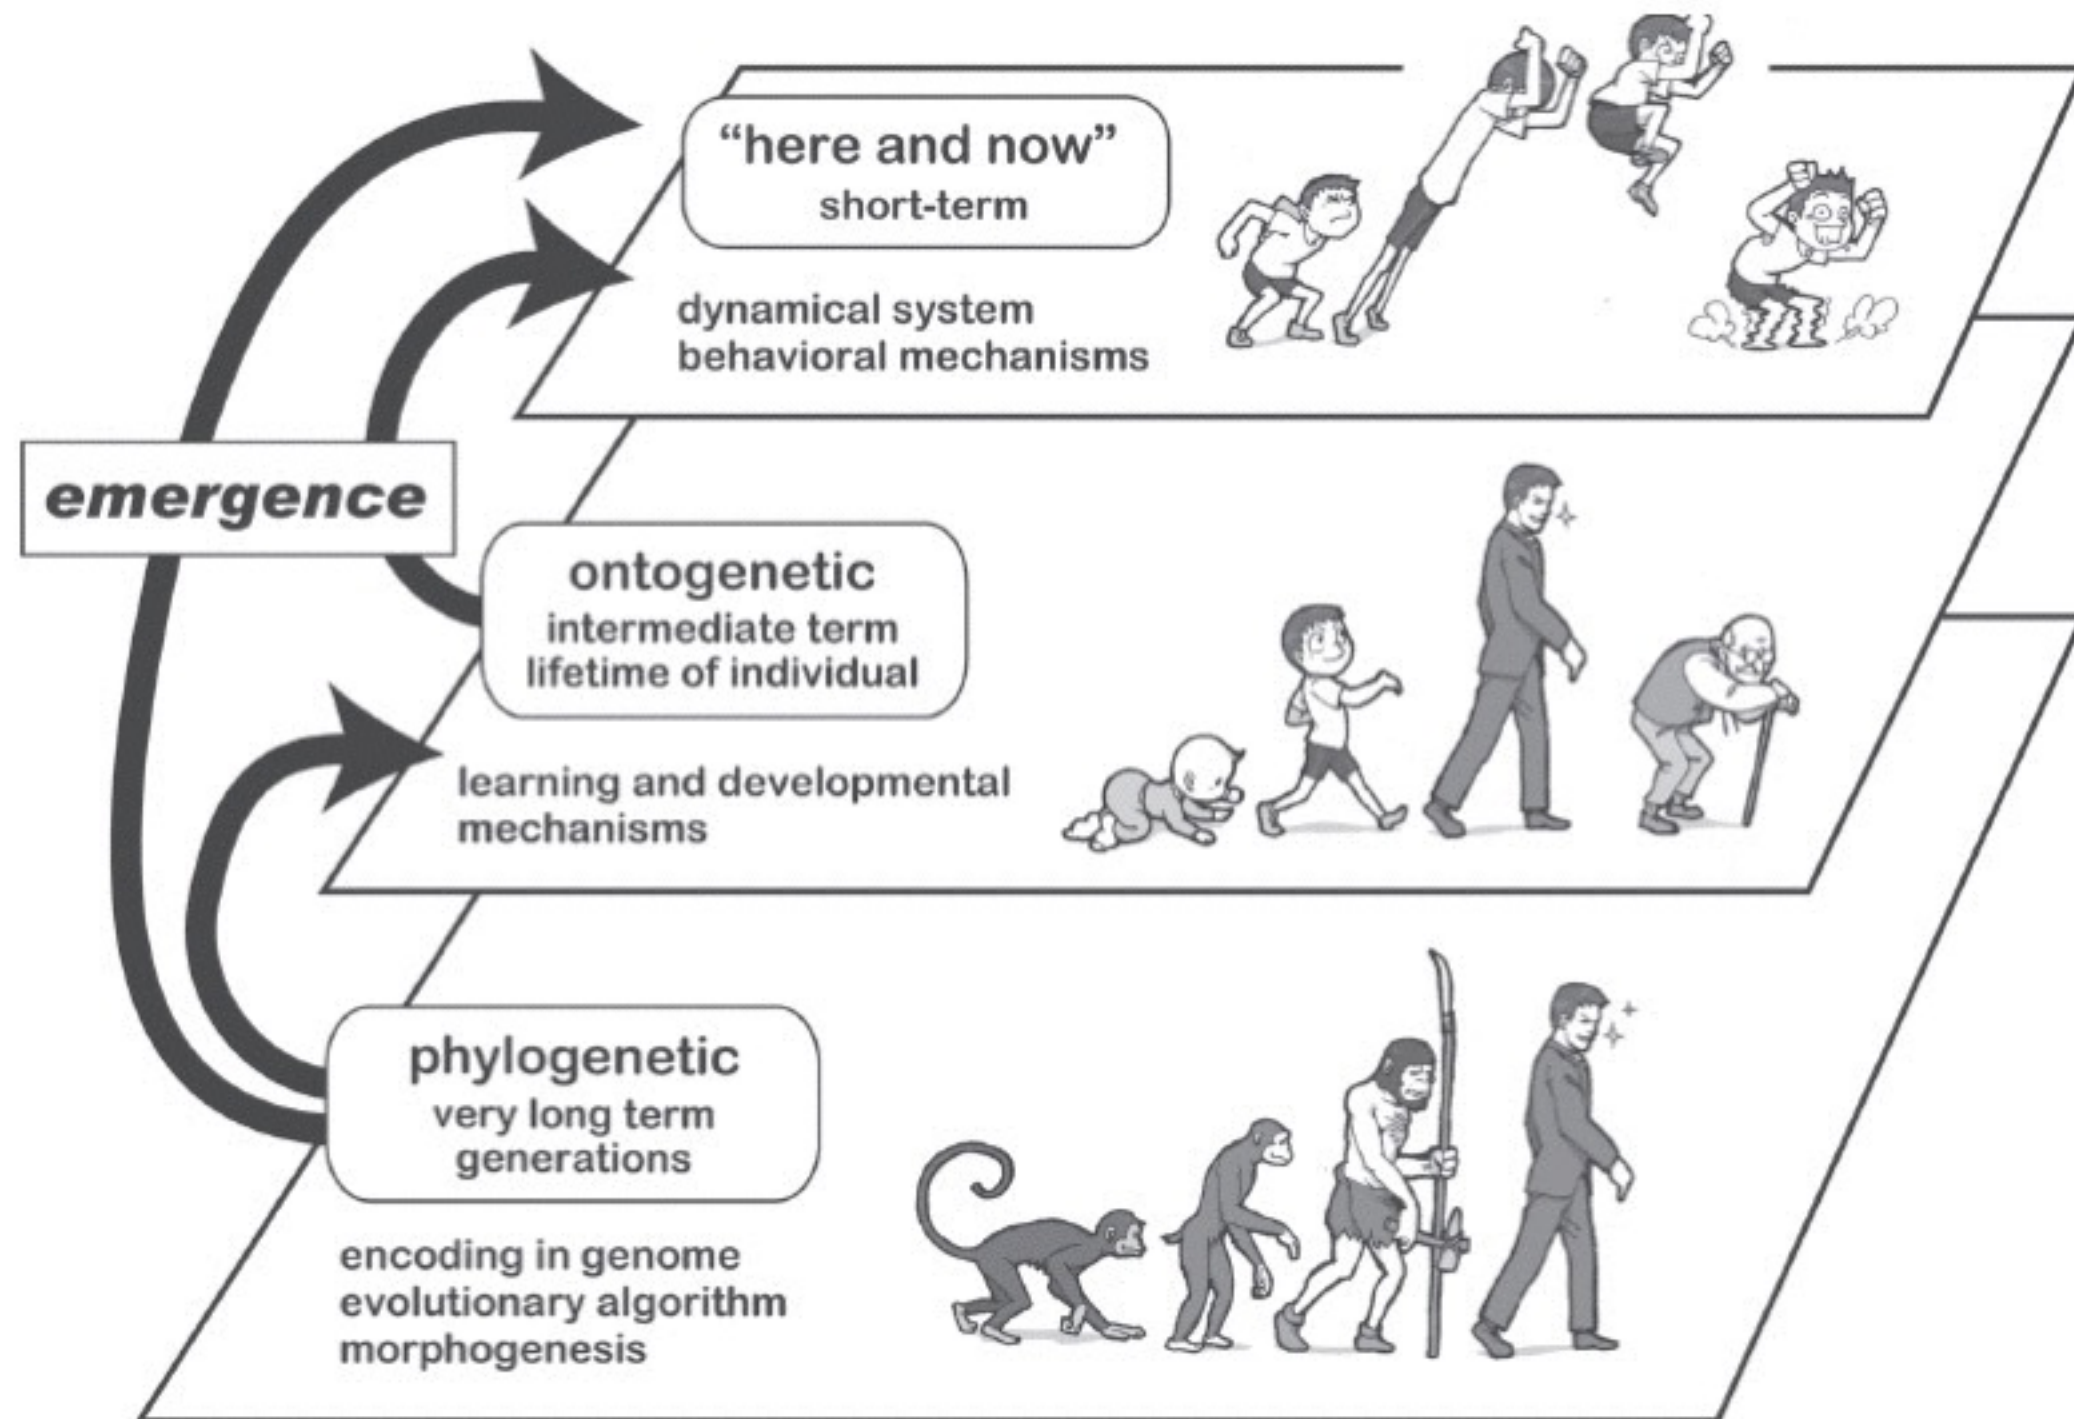 “here and now”
short-term
dynamical system
behavioral mechanisms
emergence
ontogenetic
intermediate term
lifetime of individual
learning and developmental
mechanisms
phylogenetic
very long term
generations
encoding in genome
evolutionary algorithm
morphogenesis